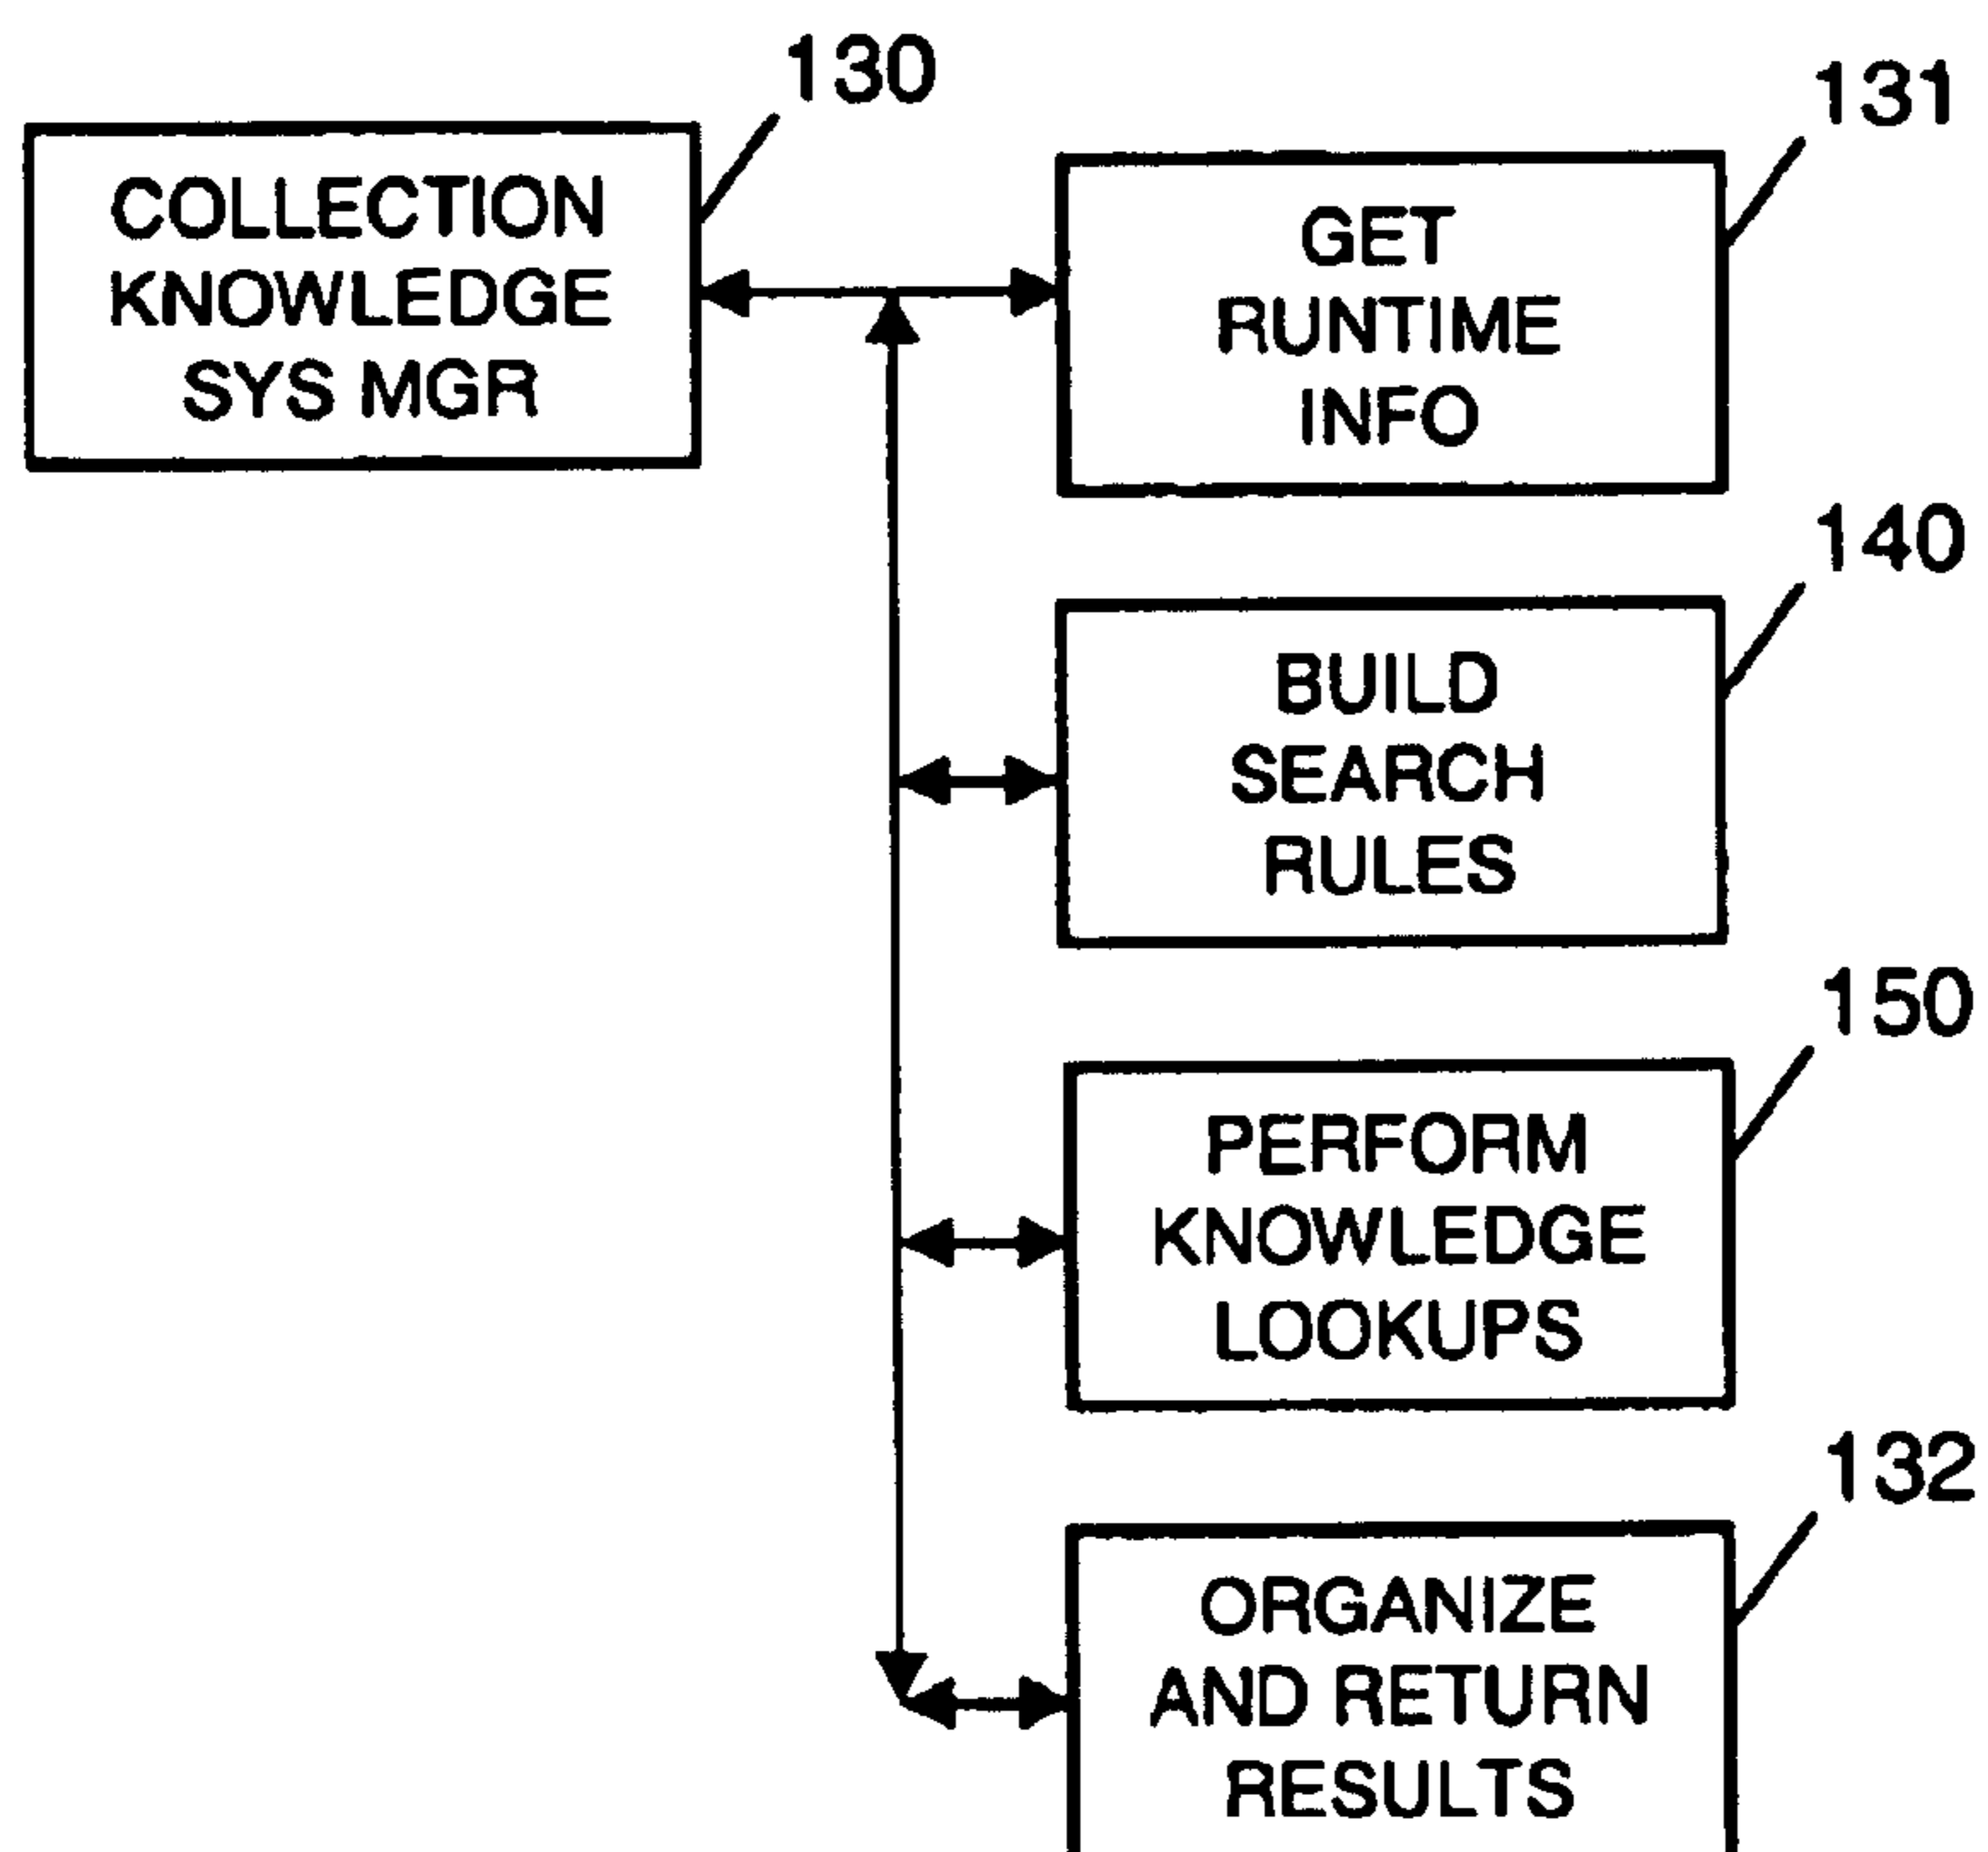 130
COLLECTION
KNOWLEDGE
SYS MGR
131
GET
RUNTIME
INFO
140
BUILD
SEARCH
RULES
150
PERFORM
KNOWLEDGE
LOOKUPS
132
ORGANIZE
AND RETURN
RESULTS